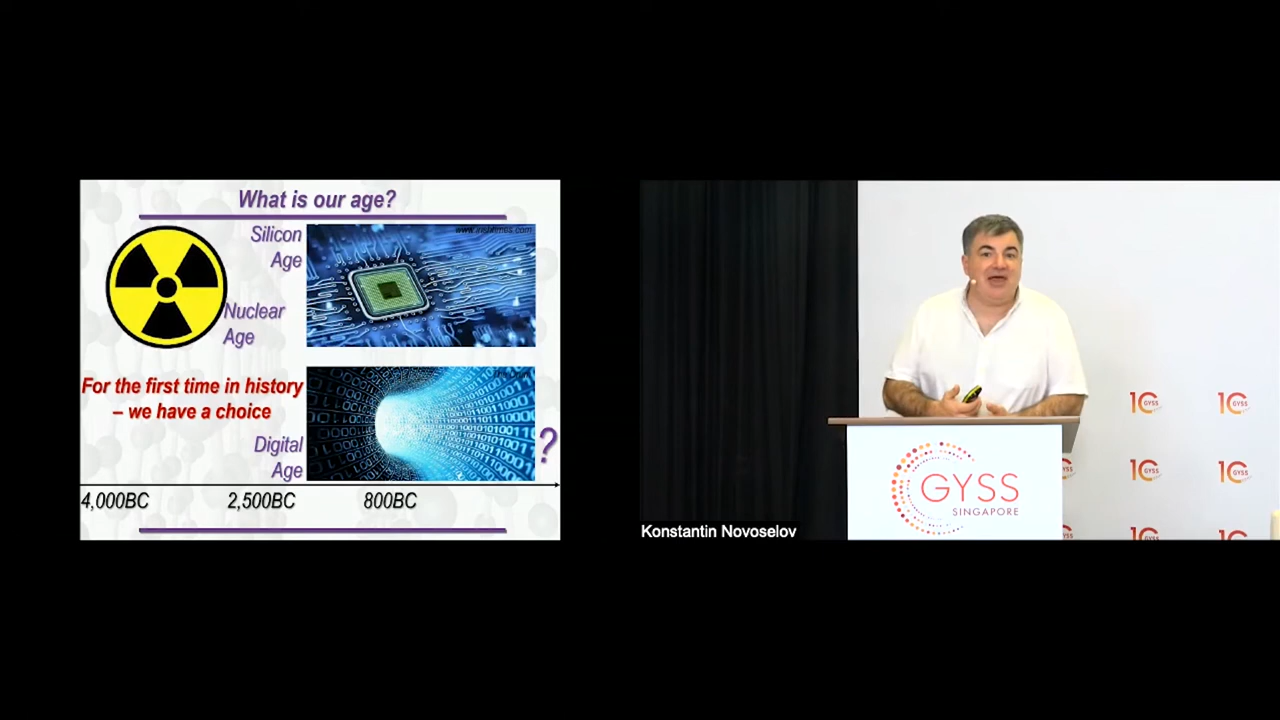 What is our age?
Silicon
Age
Nuclear
Age
For the first time in history
– we have a choice
Digital
Age
?
4,000BC
2,500BC
800BC
Konstantin Novoselov
GYSS
SINGAPORE
10 GYSS
10 GYSS
10 GYSS
10 GYSS